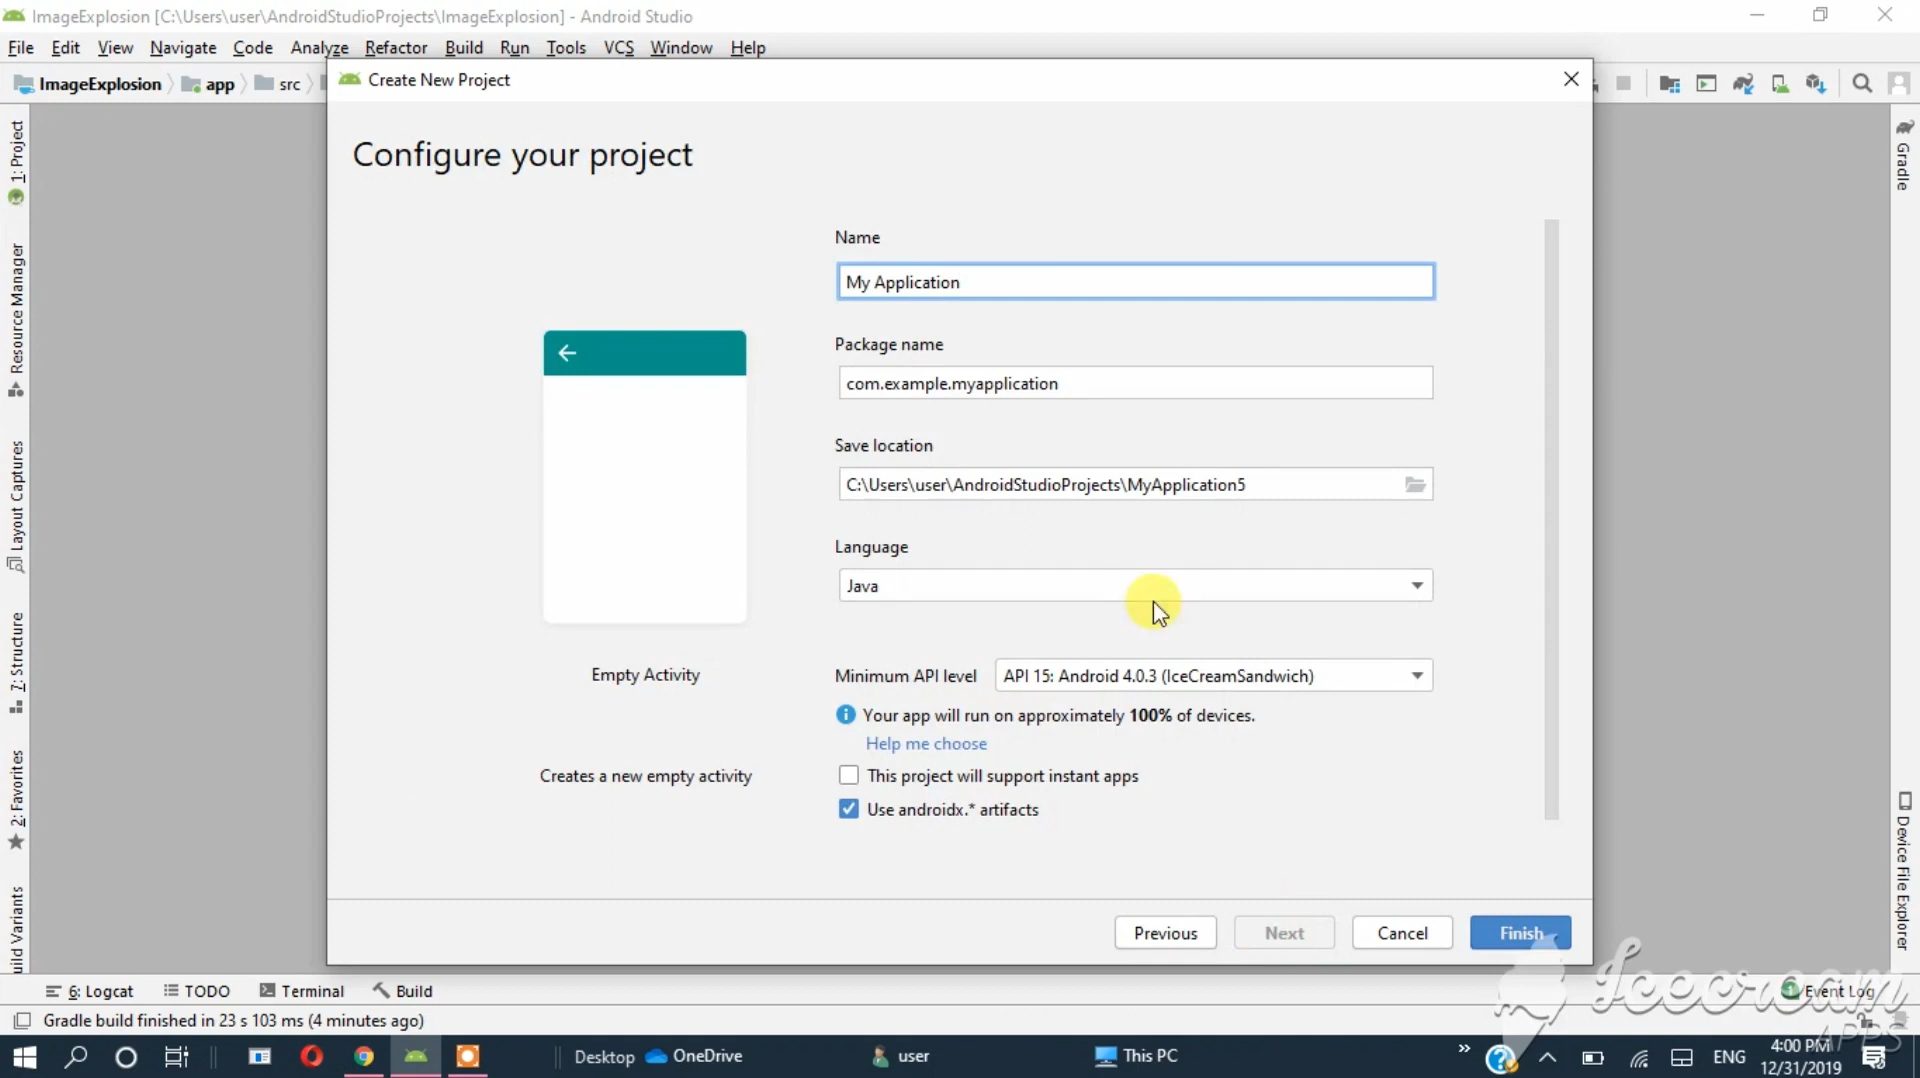 ImageExplosion [C:\Users\user\AndroidStudioProjects\ImageExplosion] - Android Studio
File Edit View Navigate Code Analyze Refactor Build Run Tools VCS Window Help
ImageExplosion app src
Create New Project
Configure your project
Name
My Application
Package name
com.example.myapplication
Save location
C:\Users\user\AndroidStudioProjects\MyApplication5
Language
Java
Empty Activity
Minimum API level API 15: Android 4.0.3 (IceCreamSandwich)
Your app will run on approximately 100% of devices.
Help me choose
Creates a new empty activity
This project will support instant apps
Use androidx.* artifacts
Previous Next Cancel Finish
1: Project
Resource Manager
Layout Captures
7: Structure
2: Favorites
uild Variants
Gradle
Device File Explorer
6: Logcat TODO Terminal Build
Event Log
Gradle build finished in 23 s 103 ms (4 minutes ago)
Icecream
APPS
Desktop OneDrive user This PC
ENG
4:00 PM
12/31/2019